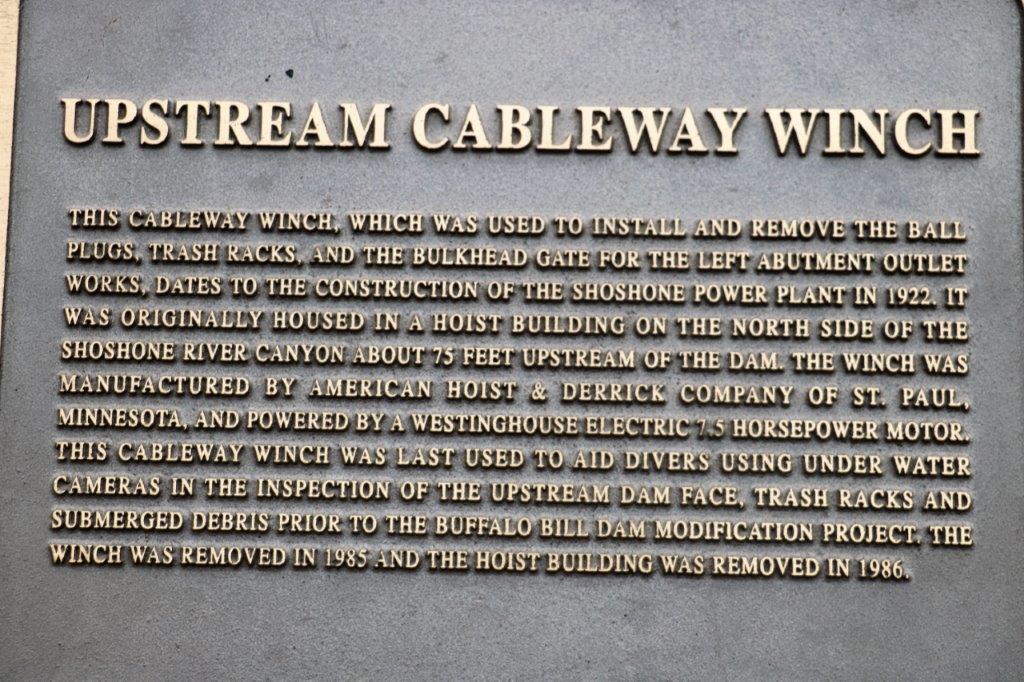 UPSTREAM CABLEWAY WINCH
THIS CABLEWAY WINCH, WHICH WAS USED TO INSTALL AND REMOVE THE BALL
PLUGS, TRASH RACKS, AND THE BULKHEAD GATE FOR THE LEFT ABUTMENT OUTLET
WORKS, DATES TO THE CONSTRUCTION OF THE SHOSHONE POWER PLANT IN 1922. IT
WAS ORIGINALLY HOUSED IN A HOIST BUILDING ON THE NORTH SIDE OF THE
SHOSHONE RIVER CANYON ABOUT 75 FEET UPSTREAM OF THE DAM. THE WINCH WAS
MANUFACTURED BY AMERICAN HOIST & DERRICK COMPANY OF ST. PAUL,
MINNESOTA, AND POWERED BY A WESTINGHOUSE ELECTRIC 7.5 HORSEPOWER MOTOR.
THIS CABLEWAY WINCH WAS LAST USED TO AID DIVERS USING UNDER WATER
CAMERAS IN THE INSPECTION OF THE UPSTREAM DAM FACE, TRASH RACKS AND
SUBMERGED DEBRIS PRIOR TO THE BUFFALO BILL DAM MODIFICATION PROJECT. THE
WINCH WAS REMOVED IN 1985 AND THE HOIST BUILDING WAS REMOVED IN 1986.